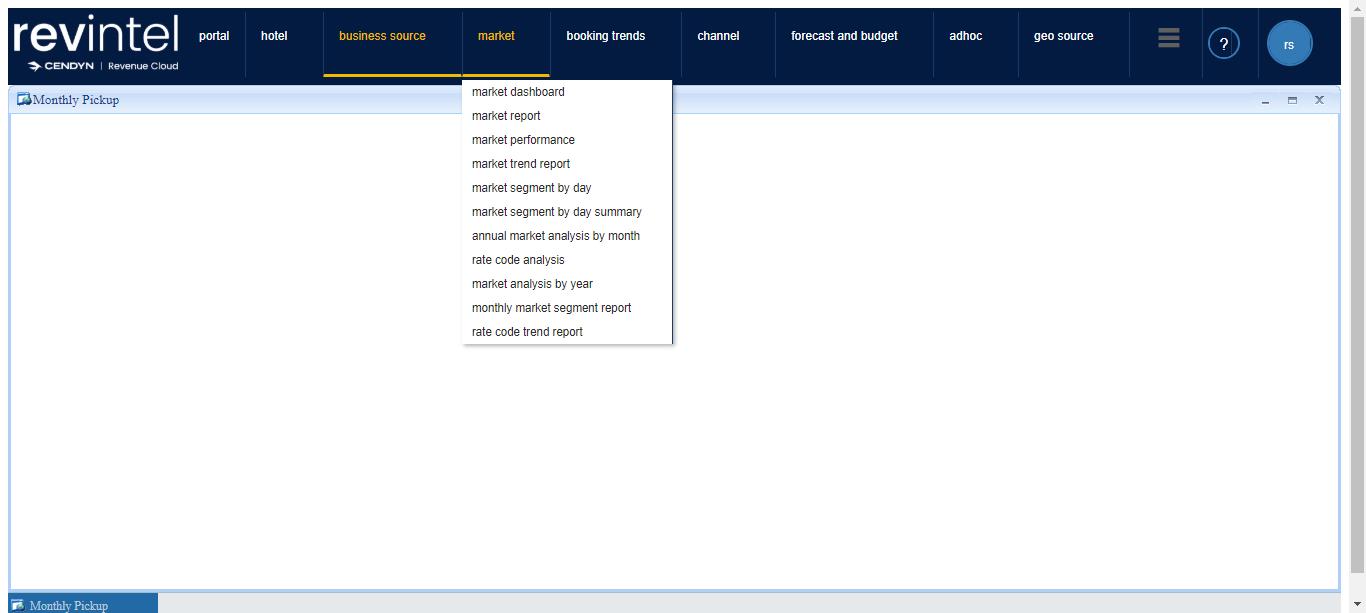 revintel
CENDYN | Revenue Cloud
portal
hotel
business source
market
booking trends
channel
forecast and budget
adhoc
geo source
?
rs
Monthly Pickup
market dashboard
market report
market performance
market trend report
market segment by day
market segment by day summary
annual market analysis by month
rate code analysis
market analysis by year
monthly market segment report
rate code trend report
Monthly Pickup